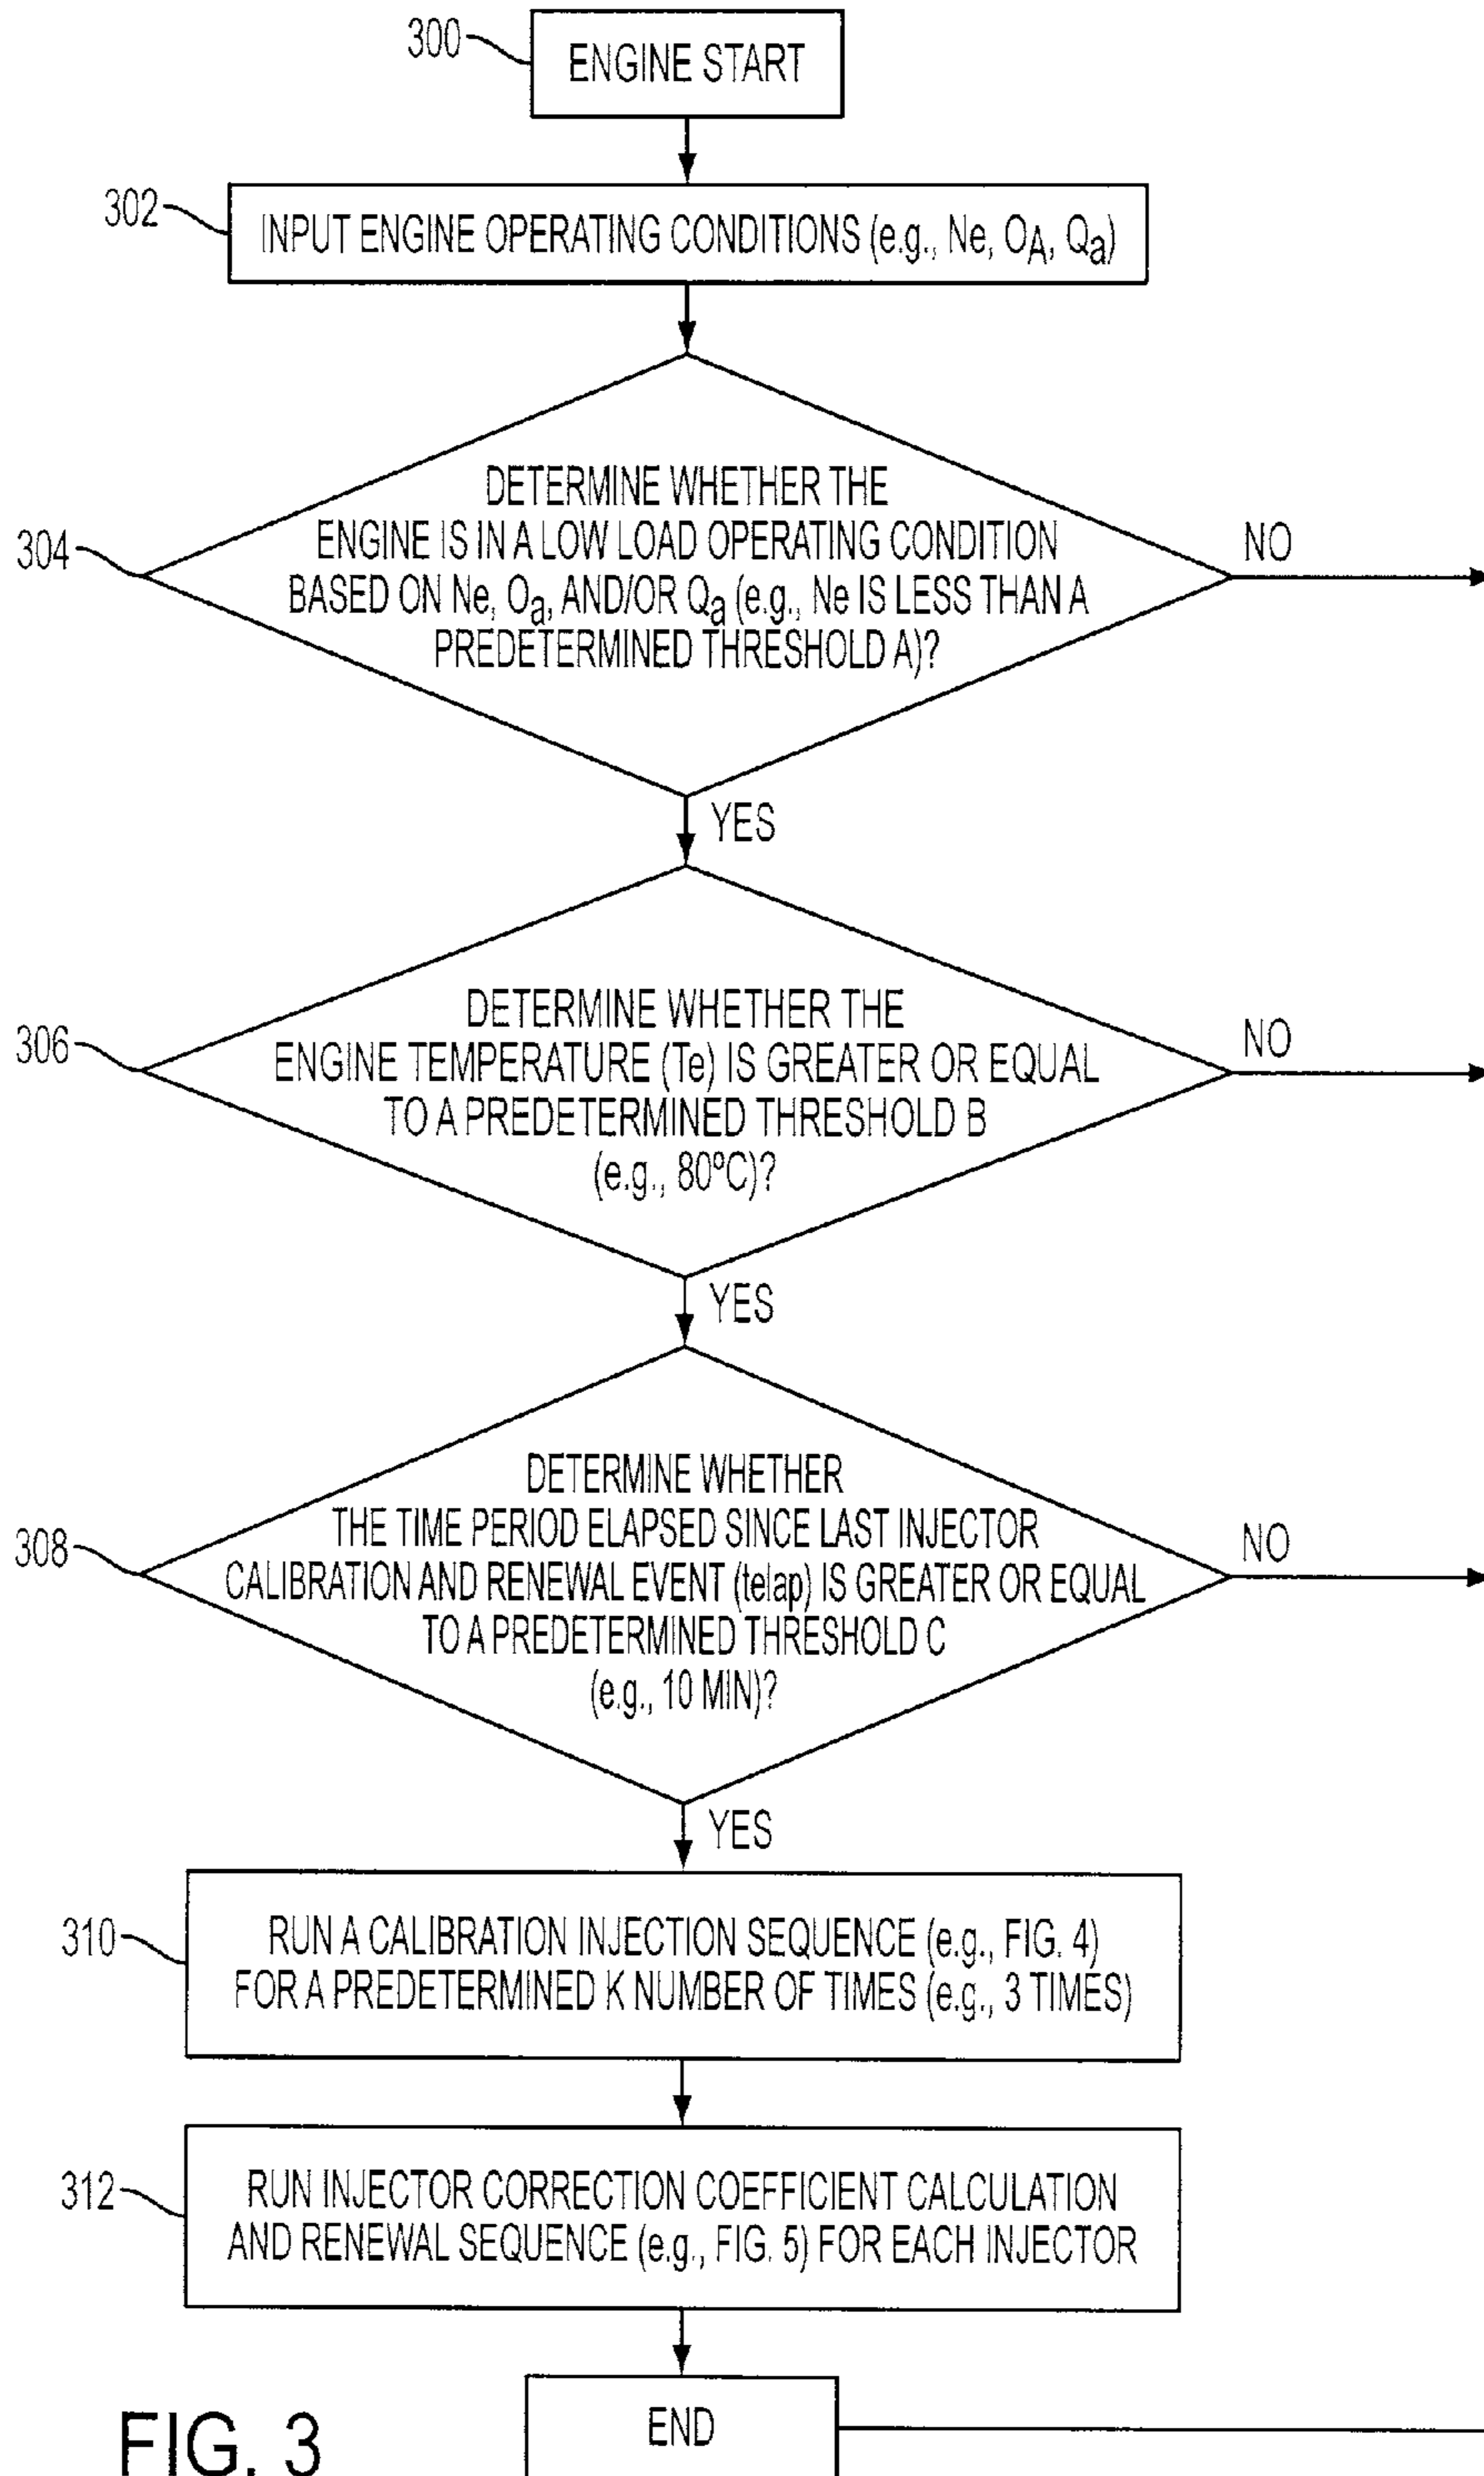 300
ENGINE START
302
INPUT ENGINE OPERATING CONDITIONS (e.g., Ne, OA, Qa)
304
DETERMINE WHETHER THE
ENGINE IS IN A LOW LOAD OPERATING CONDITION
BASED ON Ne, Oa, AND/OR Qa (e.g., Ne IS LESS THAN A
PREDETERMINED THRESHOLD A)?
NO
YES
306
DETERMINE WHETHER THE
ENGINE TEMPERATURE (Te) IS GREATER OR EQUAL
TO A PREDETERMINED THRESHOLD B
(e.g., 80ºC)?
NO
YES
308
DETERMINE WHETHER
THE TIME PERIOD ELAPSED SINCE LAST INJECTOR
CALIBRATION AND RENEWAL EVENT (telap) IS GREATER OR EQUAL
TO A PREDETERMINED THRESHOLD C
(e.g., 10 MIN)?
NO
YES
310
RUN A CALIBRATION INJECTION SEQUENCE (e.g., FIG. 4)
FOR A PREDETERMINED K NUMBER OF TIMES (e.g., 3 TIMES)
312
RUN INJECTOR CORRECTION COEFFICIENT CALCULATION
AND RENEWAL SEQUENCE (e.g., FIG. 5) FOR EACH INJECTOR
END
FIG. 3